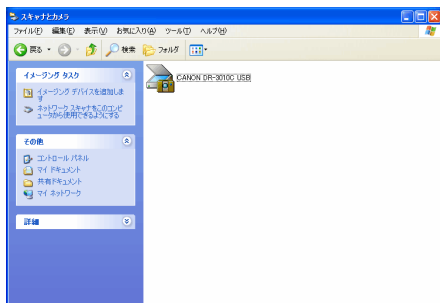 スキャナとカメラ
ファイル(F) 編集(E) 表示(V) お気に入り(A) ツール(T) ヘルプ(H)
戻る 検索 フォルダ
イメージング タスク
イメージング デバイスを追加しま
す
ネットワーク スキャナをこのコンピ
ュータから使用できるようにする
その他
コントロール パネル
マイ ドキュメント
共有ドキュメント
マイ ネットワーク
詳細
CANON DR-3010C USB